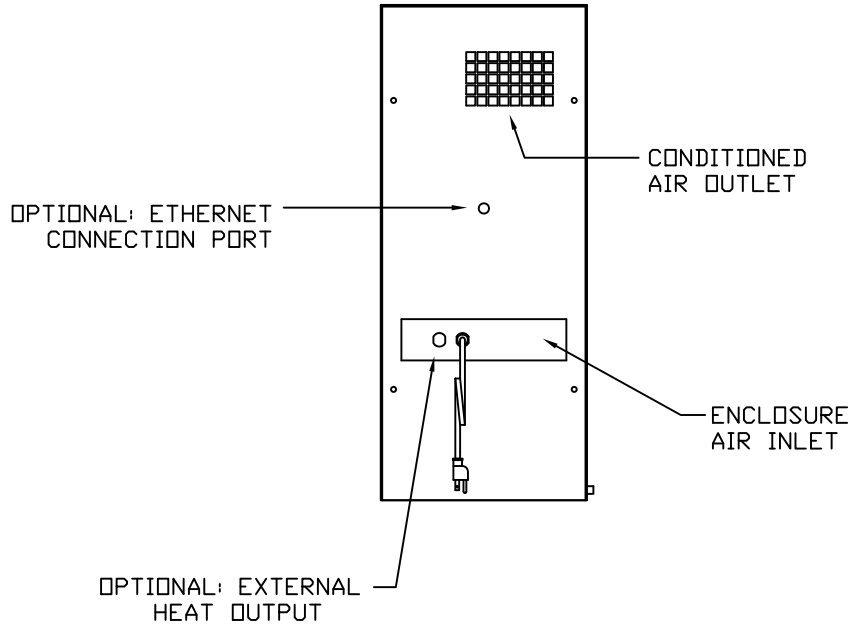 CONDITIONED
AIR OUTLET
OPTIONAL: ETHERNET
CONNECTION PORT
ENCLOSURE
AIR INLET
OPTIONAL: EXTERNAL
HEAT OUTPUT